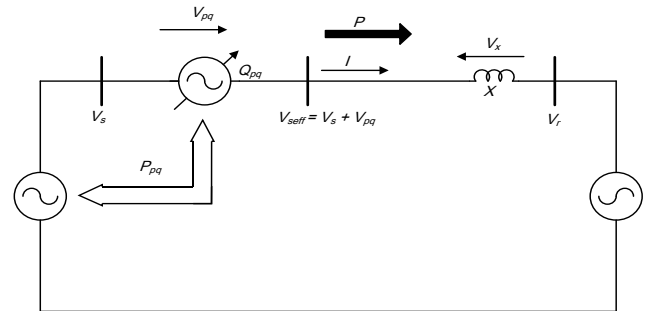 V_pq
P
Q_pq
I
V_x
V_s
V_seff = V_s + V_pq
X
V_r
P_pq